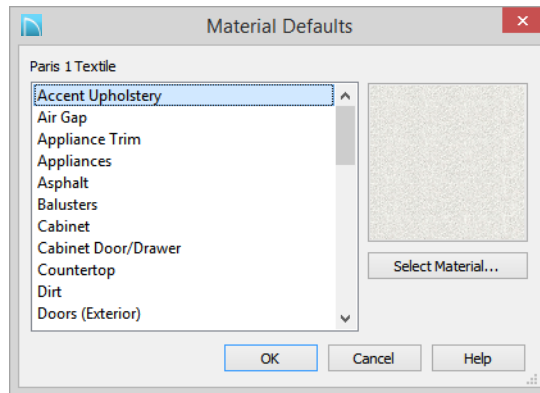 Material Defaults
Paris 1 Textile
Accent Upholstery
Air Gap
Appliance Trim
Appliances
Asphalt
Balusters
Cabinet
Cabinet Door/Drawer
Countertop
Dirt
Doors (Exterior)
Select Material...
OK Cancel Help